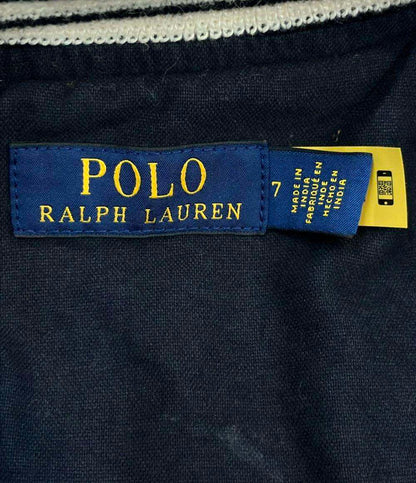 POLO
RALPH LAUREN
7
MADE IN
INDIA
FABRIQUÉ EN
INDE
HECHO EN
INDIA